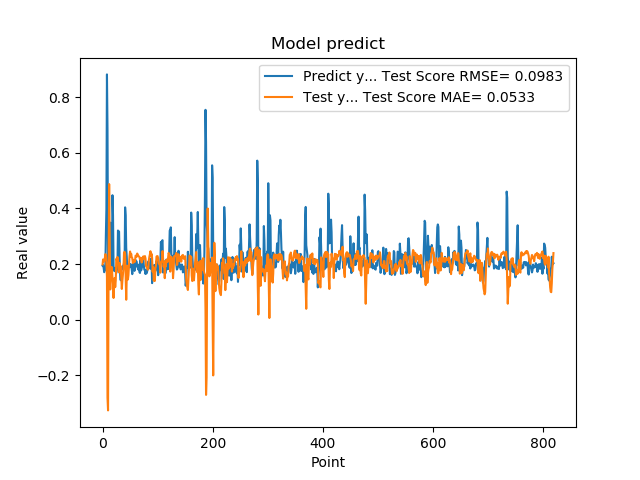 Model predict
Predict y... Test Score RMSE= 0.0983
Test y... Test Score MAE= 0.0533
Real value
0.8
0.6
0.4
0.2
0.0
−0.2
0 200 400 600 800
Point